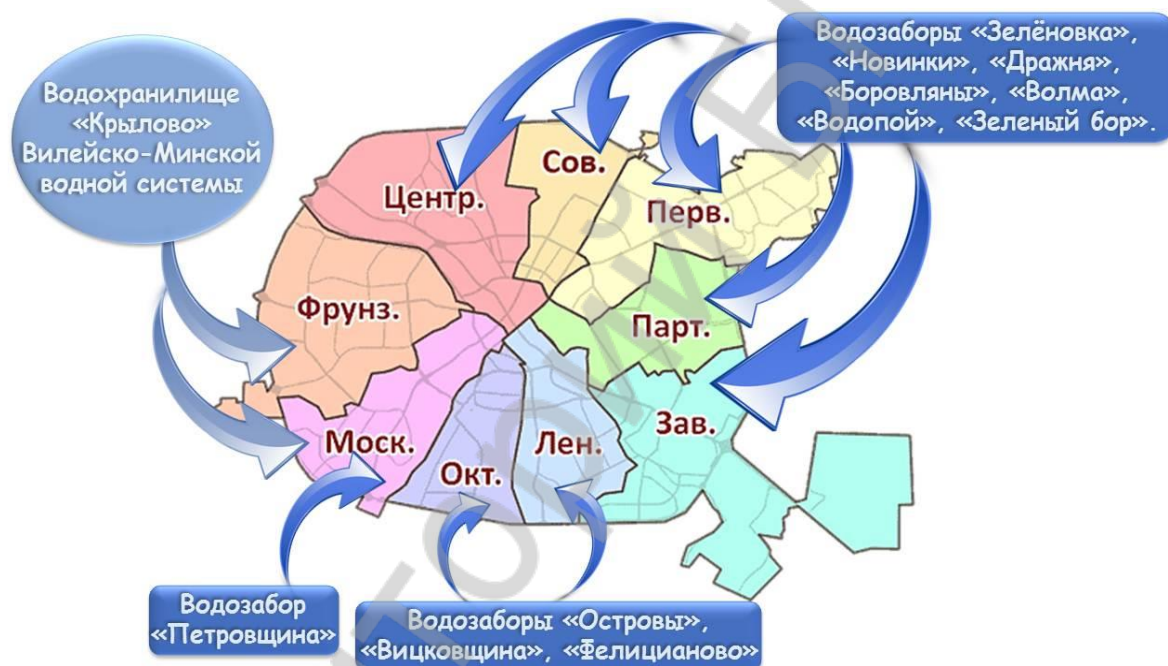 Водохранилище
«Крылово»
Вилейско-Минской
водной системы
Водозаборы «Зелёновка»,
«Новинки», «Дражня»,
«Боровляны», «Волма»,
«Водопой», «Зеленый бор».
Центр.
Сов.
Перв.
Фрунз.
Парт.
Моск.
Окт.
Лен.
Зав.
Водозабор
«Петровщина»
Водозаборы «Островы»,
«Вицковщина», «Фелицианово»